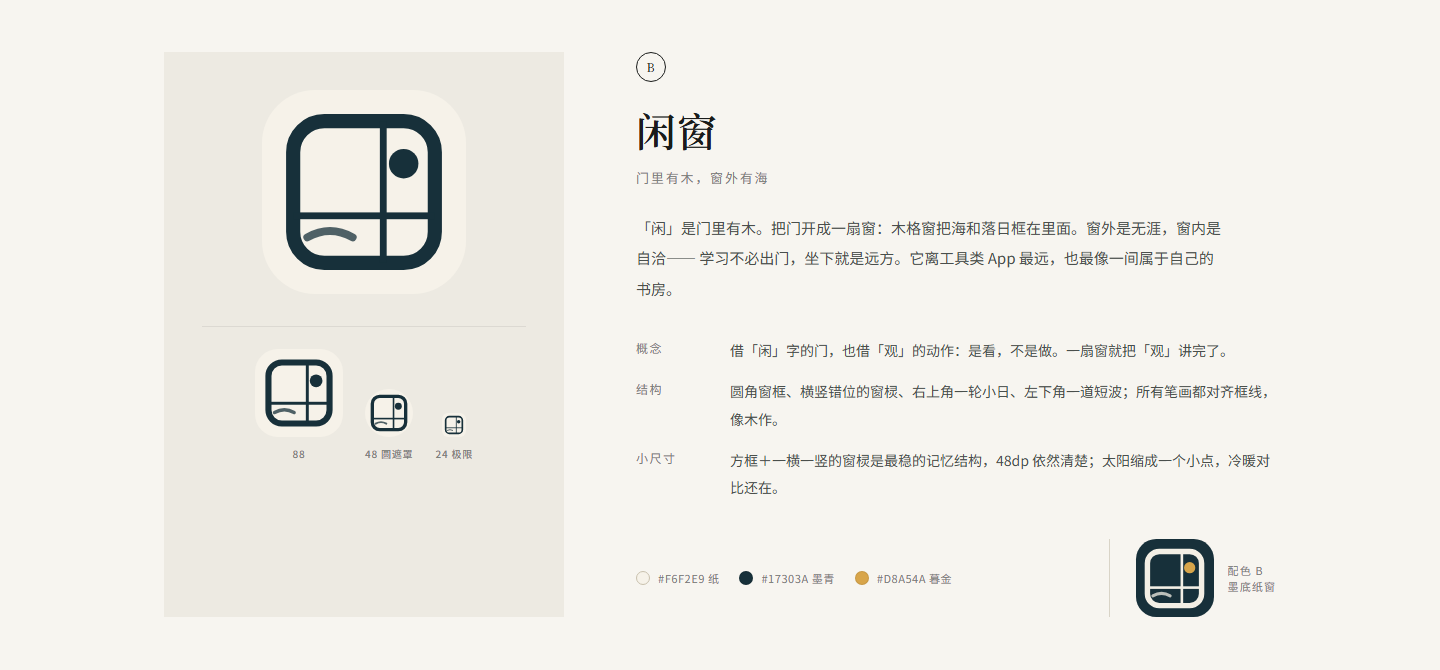 B
闲窗
门里有木，窗外有海
「闲」是门里有木。把门开成一扇窗：木格窗把海和落日框在里面。窗外是无涯，窗内是
自洽—— 学习不必出门，坐下就是远方。它离工具类 App 最远，也最像一间属于自己的
书房。
概念
借「闲」字的门，也借「观」的动作：是看，不是做。一扇窗就把「观」讲完了。
结构
圆角窗框、横竖错位的窗棂、右上角一轮小日、左下角一道短波；所有笔画都对齐框线，
像木作。
小尺寸
方框＋一横一竖的窗棂是最稳的记忆结构，48dp 依然清楚；太阳缩成一个小点，冷暖对
比还在。
88
48 圆遮罩
24 极限
#F6F2E9 纸
#17303A 墨青
#D8A54A 暮金
配色 B
墨底纸窗